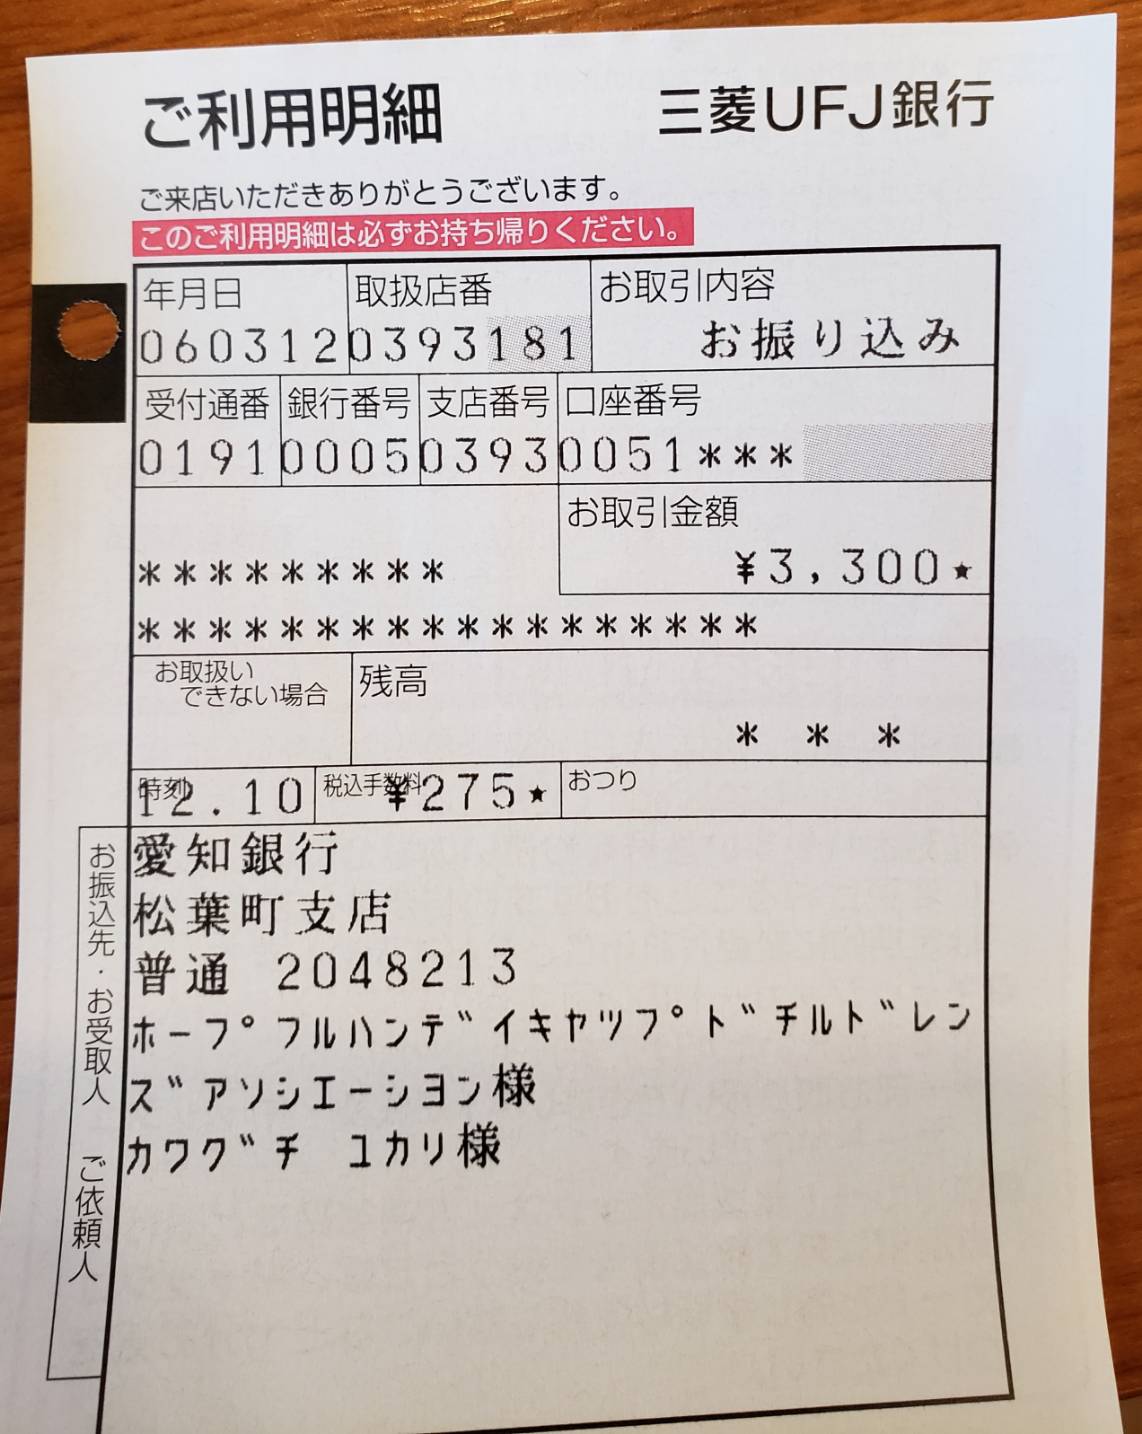 ご利用明細 三菱UFJ銀行
ご来店いただきありがとうございます。
このご利用明細は必ずお持ち帰りください。
年月日 取扱店番 お取引内容
060312 0393181 お振り込み
受付通番 銀行番号 支店番号 口座番号
0191 0005 0393 0051***
お取引金額
********* ¥3,300★
******************
お取扱い
できない場合
残高
* * *
時刻 税込手数料 おつり
12.10 ¥275★
お振込先・お受取人 ご依頼人
愛知銀行
松葉町支店
普通 2048213
ホープ゜フルハンデ゛イキヤツプ゜ド゛チルド゛レン
ズ゛アソシエーシヨン様
カワグ゛チ ユカリ様